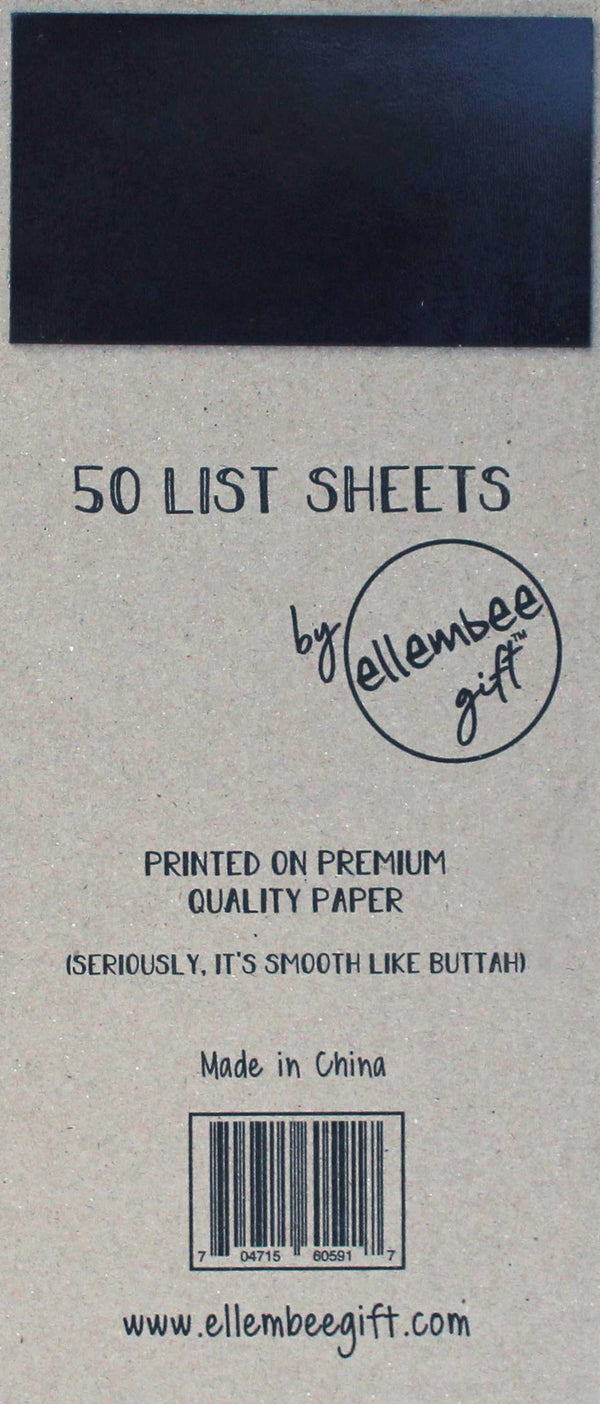 50 LIST SHEETS
by ellembee
gift™
PRINTED ON PREMIUM
QUALITY PAPER
(SERIOUSLY, IT'S SMOOTH LIKE BUTTAH)
Made in China
7 04715 60591 7
www.ellembeegift.com